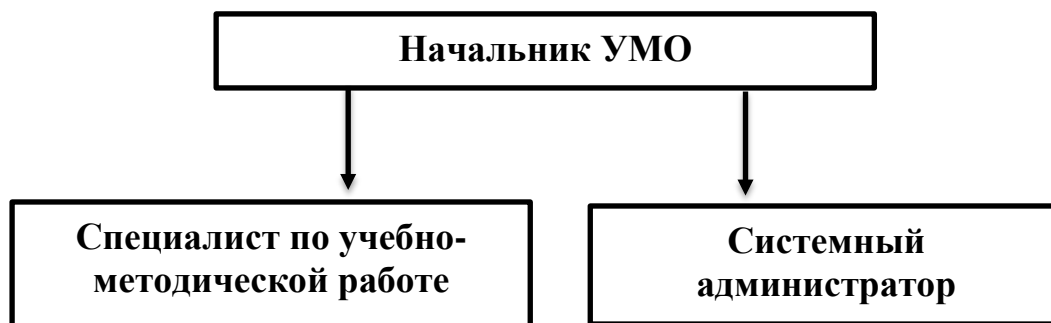 Начальник УМО
Специалист по учебно-
методической работе
Системный
администратор